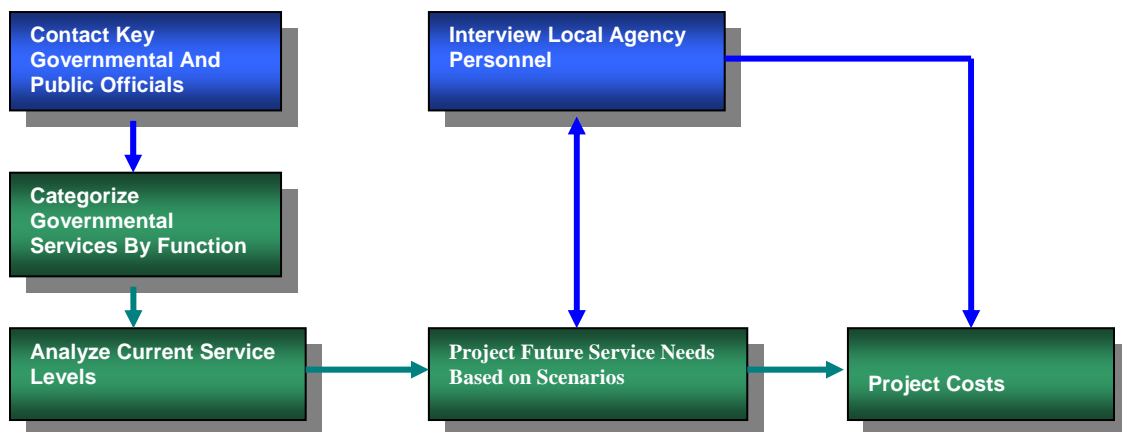 Contact Key
Governmental And
Public Officials
Interview Local Agency
Personnel
Categorize
Governmental
Services By Function
Analyze Current Service
Levels
Project Future Service Needs
Based on Scenarios
Project Costs